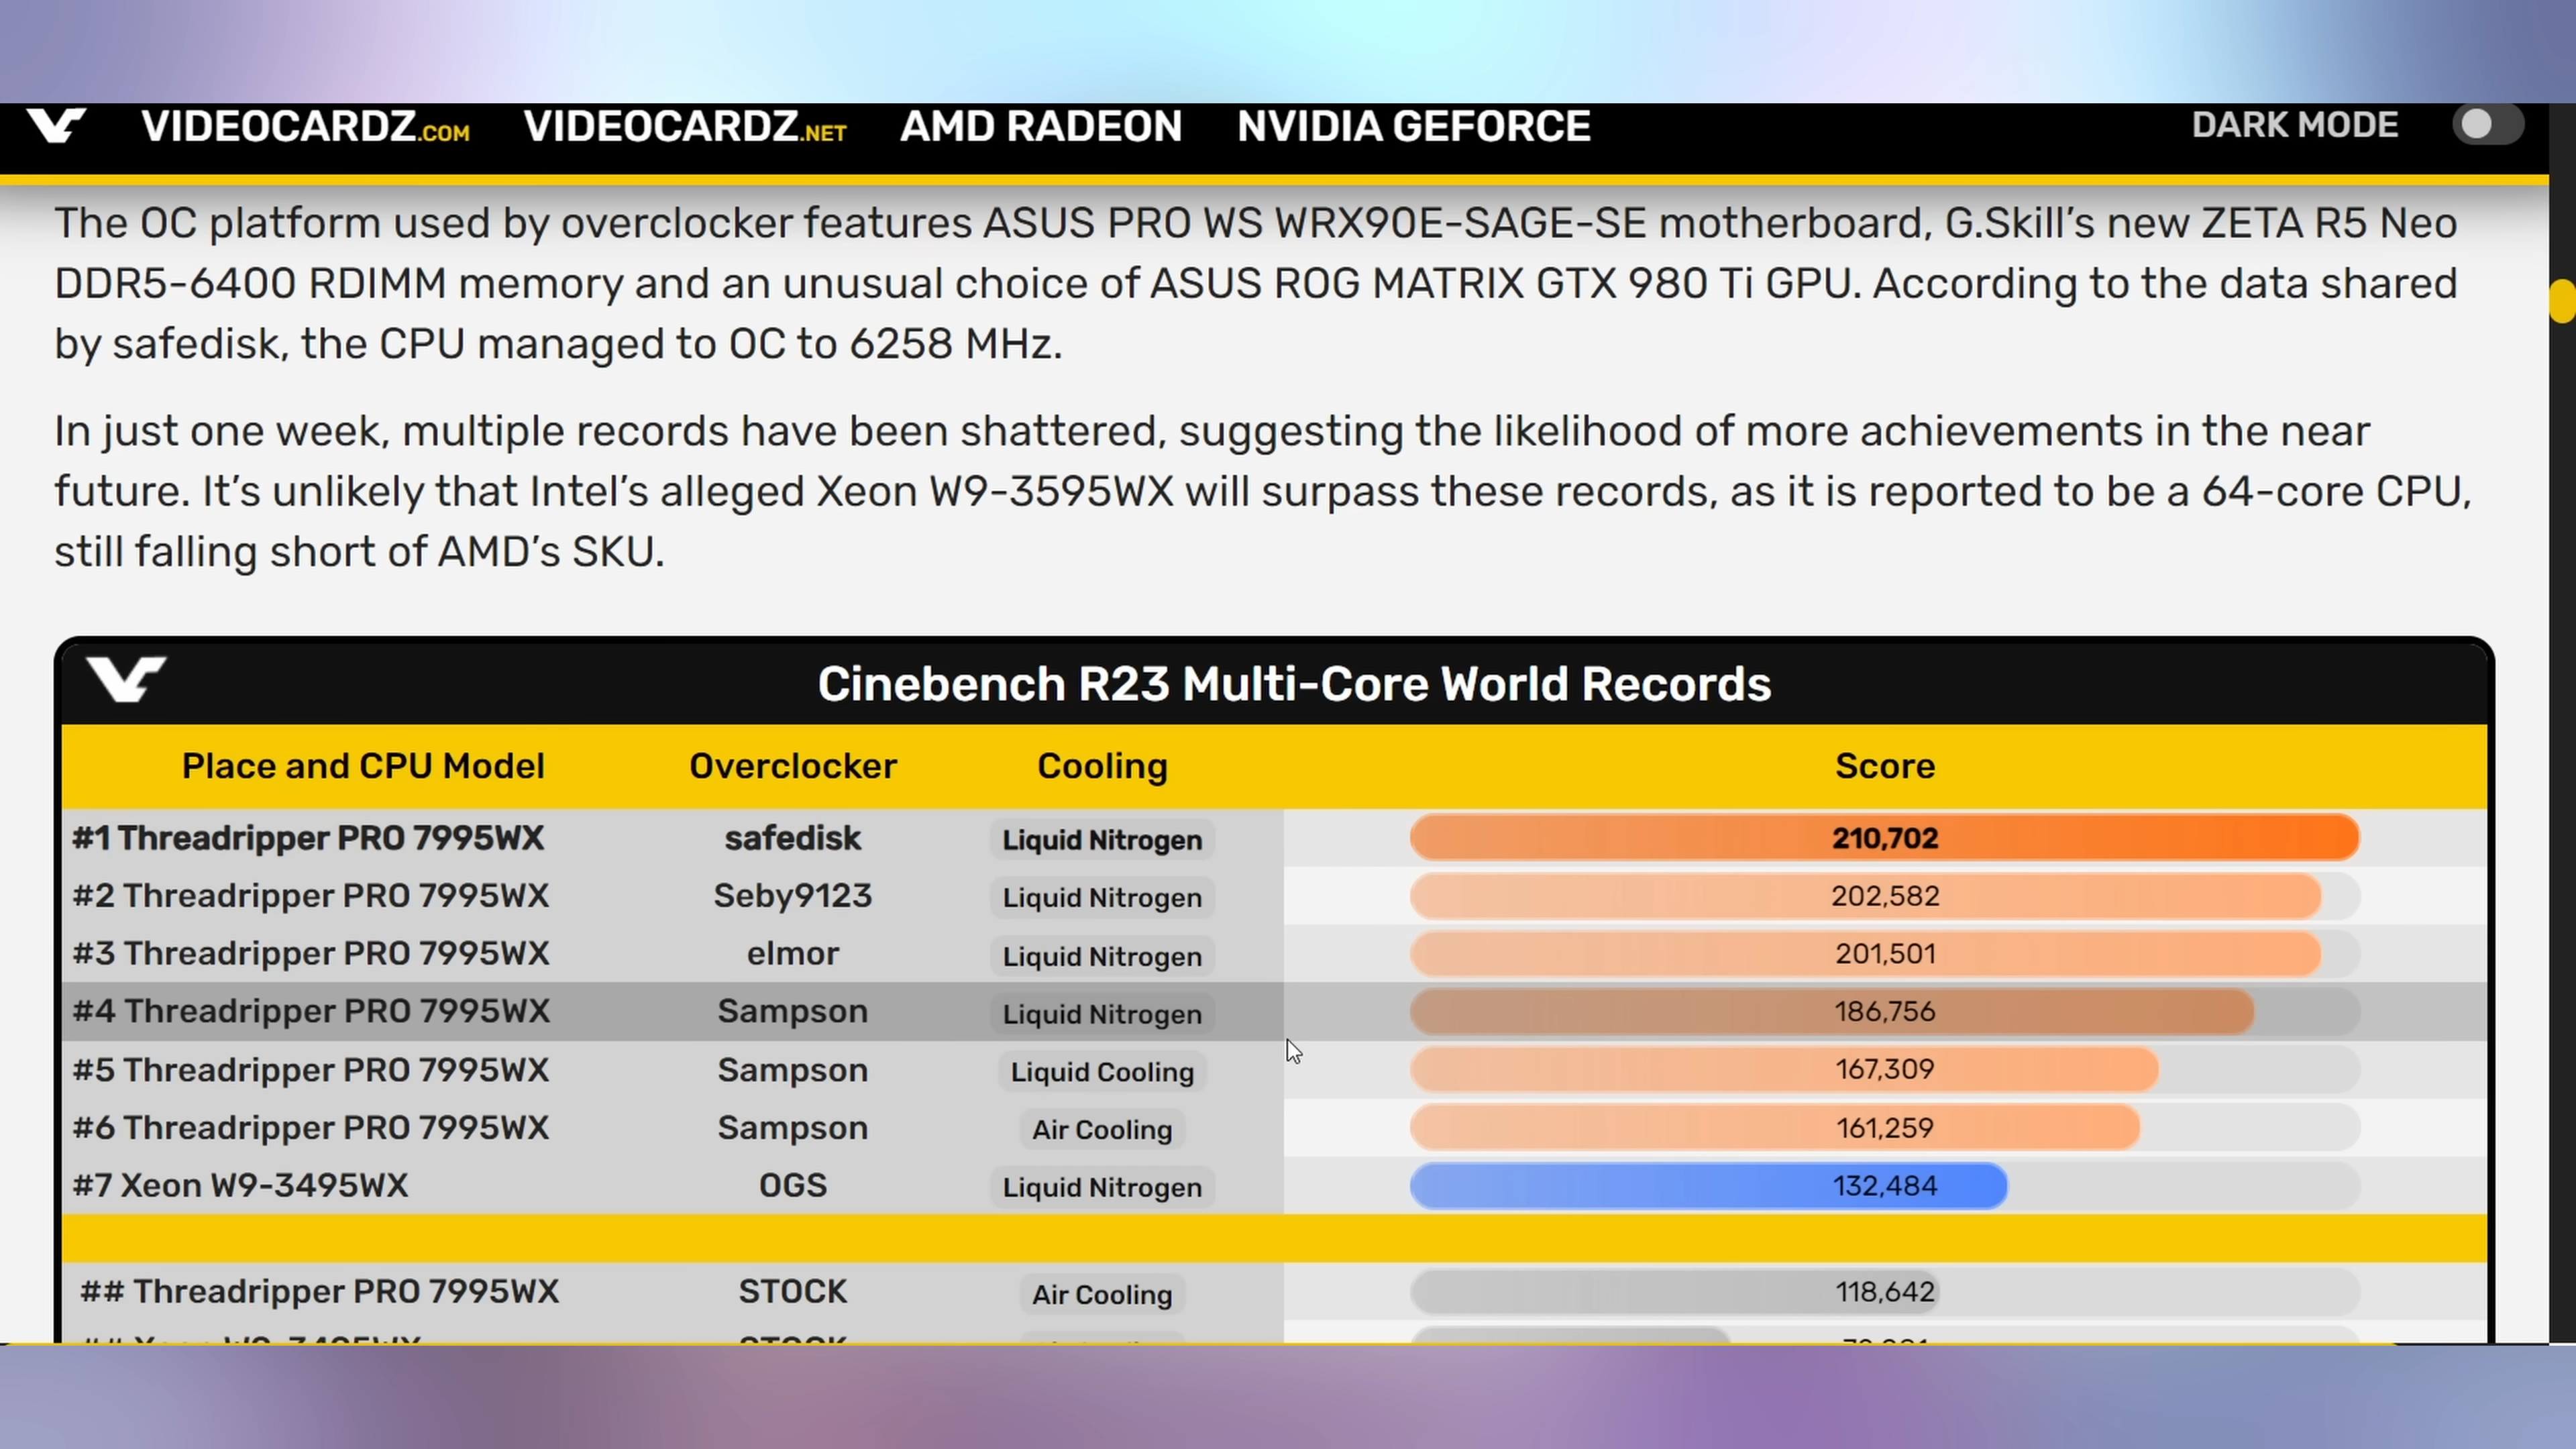 VIDEOCARDZ.COM VIDEOCARDZ.NET AMD RADEON NVIDIA GEFORCE DARK MODE
The OC platform used by overclocker features ASUS PRO WS WRX90E-SAGE-SE motherboard, G.Skill’s new ZETA R5 Neo
DDR5-6400 RDIMM memory and an unusual choice of ASUS ROG MATRIX GTX 980 Ti GPU. According to the data shared
by safedisk, the CPU managed to OC to 6258 MHz.
In just one week, multiple records have been shattered, suggesting the likelihood of more achievements in the near
future. It’s unlikely that Intel’s alleged Xeon W9-3595WX will surpass these records, as it is reported to be a 64-core CPU,
still falling short of AMD’s SKU.
Cinebench R23 Multi-Core World Records
Place and CPU Model Overclocker Cooling Score
#1 Threadripper PRO 7995WX safedisk Liquid Nitrogen 210,702
#2 Threadripper PRO 7995WX Seby9123 Liquid Nitrogen 202,582
#3 Threadripper PRO 7995WX elmor Liquid Nitrogen 201,501
#4 Threadripper PRO 7995WX Sampson Liquid Nitrogen 186,756
#5 Threadripper PRO 7995WX Sampson Liquid Cooling 167,309
#6 Threadripper PRO 7995WX Sampson Air Cooling 161,259
#7 Xeon W9-3495WX OGS Liquid Nitrogen 132,484
## Threadripper PRO 7995WX STOCK Air Cooling 118,642
## Xeon W9-3495WX STOCK